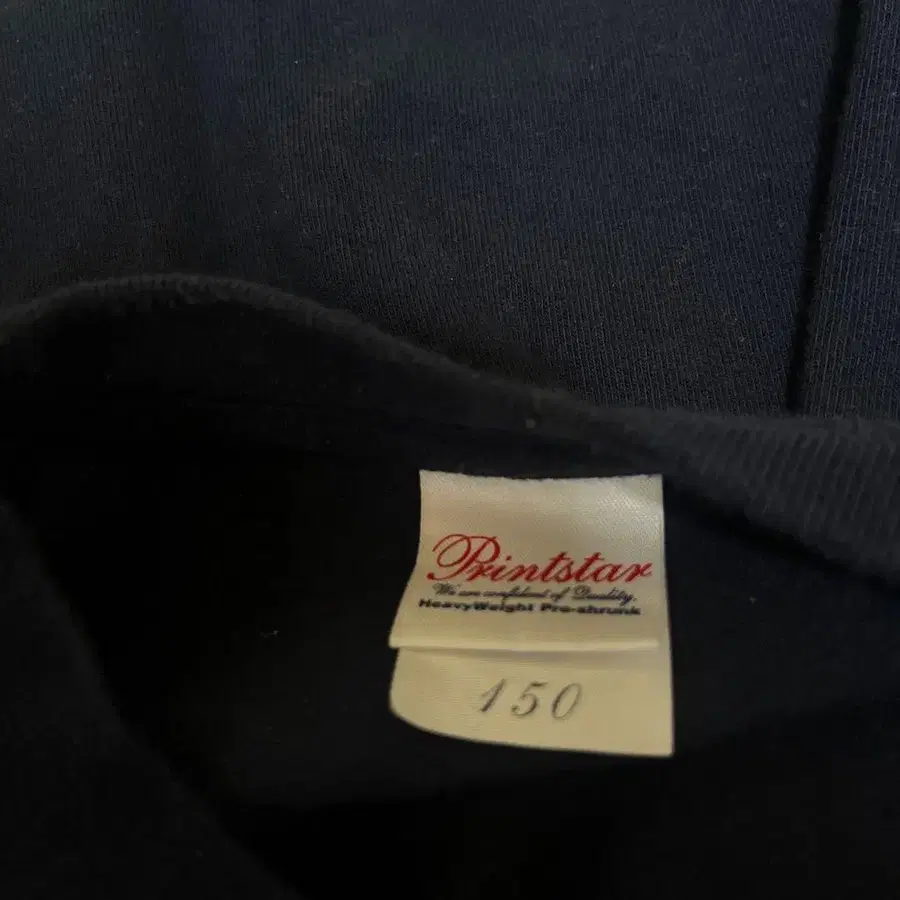 Printstar
We are confident of Quality.
HeavyWeight Pre-shrunk
150